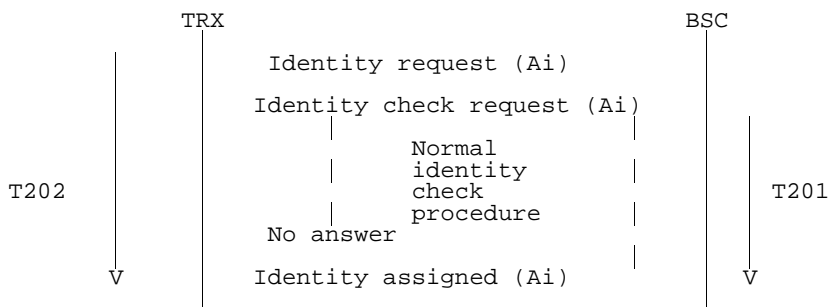 TRX BSC
Identity request (Ai)
Identity check request (Ai)
Normal
identity
T202 check T201
procedure
No answer
V Identity assigned (Ai) V